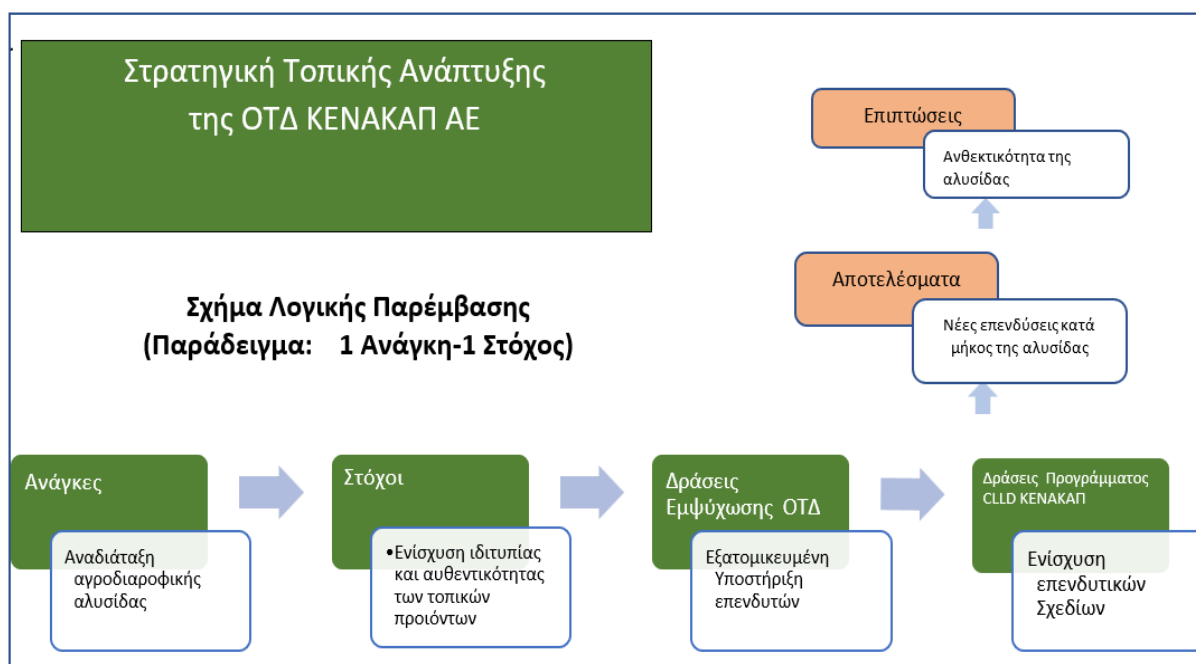 Στρατηγική Τοπικής Ανάπτυξης
της ΟΤΔ ΚΕΝΑΚΑΠ ΑΕ
Επιπτώσεις
Ανθεκτικότητα της
αλυσίδας
Αποτελέσματα
Νέες επενδύσεις κατά
μήκος της αλυσίδας
Σχήμα Λογικής Παρέμβασης
(Παράδειγμα: 1 Ανάγκη-1 Στόχος)
Ανάγκες
Αναδιάταξη
αγροδιαροφικής
αλυσίδας
Στόχοι
•Ενίσχυση ιδιτυπίας
και αυθεντικότητας
των τοπικών
προιόντων
Δράσεις
Εμψύχωσης ΟΤΔ
Εξατομικευμένη
Υποστήριξη
επενδυτών
Δράσεις Προγράμματος
CLLD ΚΕΝΑΚΑΠ
Ενίσχυση
επενδυτικών
Σχεδίων